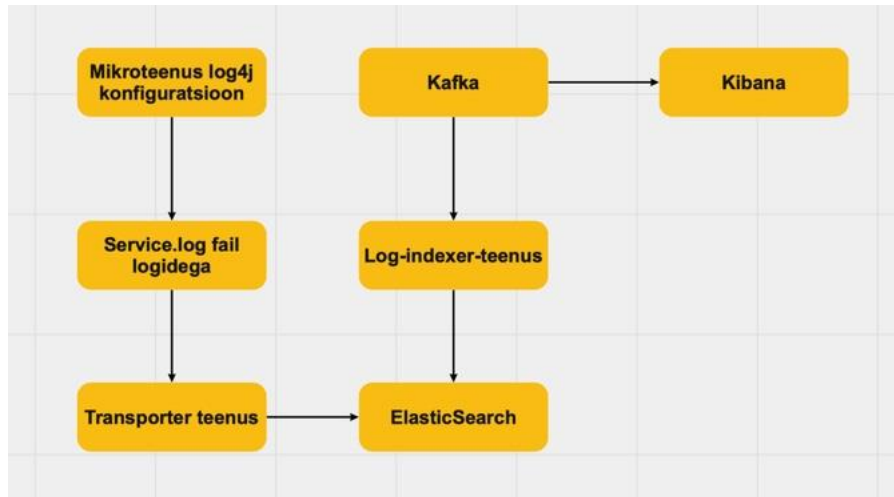 Mikroteenus log4j
konfiguratsioon
Kafka
Kibana
Service.log fail
logidega
Log-indexer-teenus
Transporter teenus
ElasticSearch